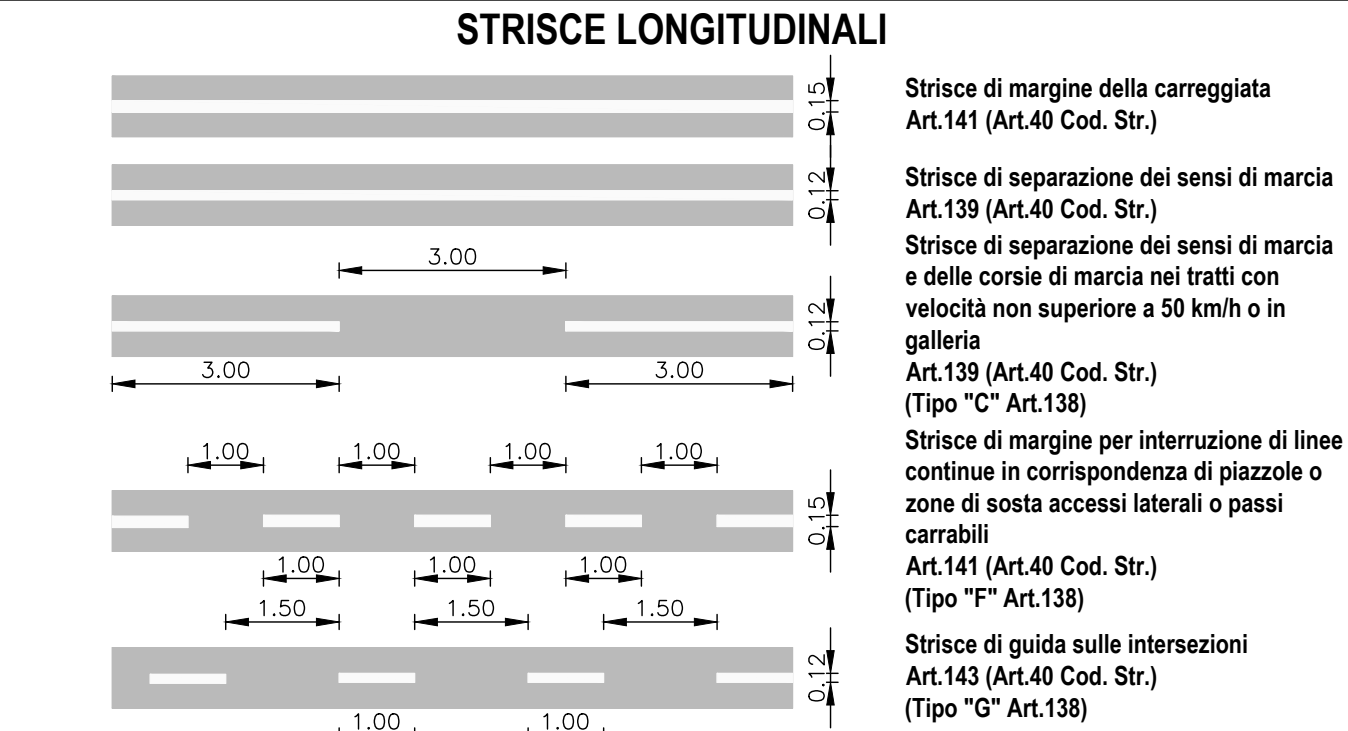 STRISCE LONGITUDINALI
0.15
Strisce di margine della carreggiata
Art.141 (Art.40 Cod. Str.)
0.12
Strisce di separazione dei sensi di marcia
Art.139 (Art.40 Cod. Str.)
3.00
0.12
3.00 3.00
Strisce di separazione dei sensi di marcia
e delle corsie di marcia nei tratti con
velocità non superiore a 50 km/h o in
galleria
Art.139 (Art.40 Cod. Str.)
(Tipo "C" Art.138)
1.00 1.00 1.00 1.00
0.15
1.00 1.00 1.00
Strisce di margine per interruzione di linee
continue in corrispondenza di piazzole o
zone di sosta accessi laterali o passi
carrabili
Art.141 (Art.40 Cod. Str.)
(Tipo "F" Art.138)
1.50 1.50 1.50
0.12
1.00 1.00
Strisce di guida sulle intersezioni
Art.143 (Art.40 Cod. Str.)
(Tipo "G" Art.138)